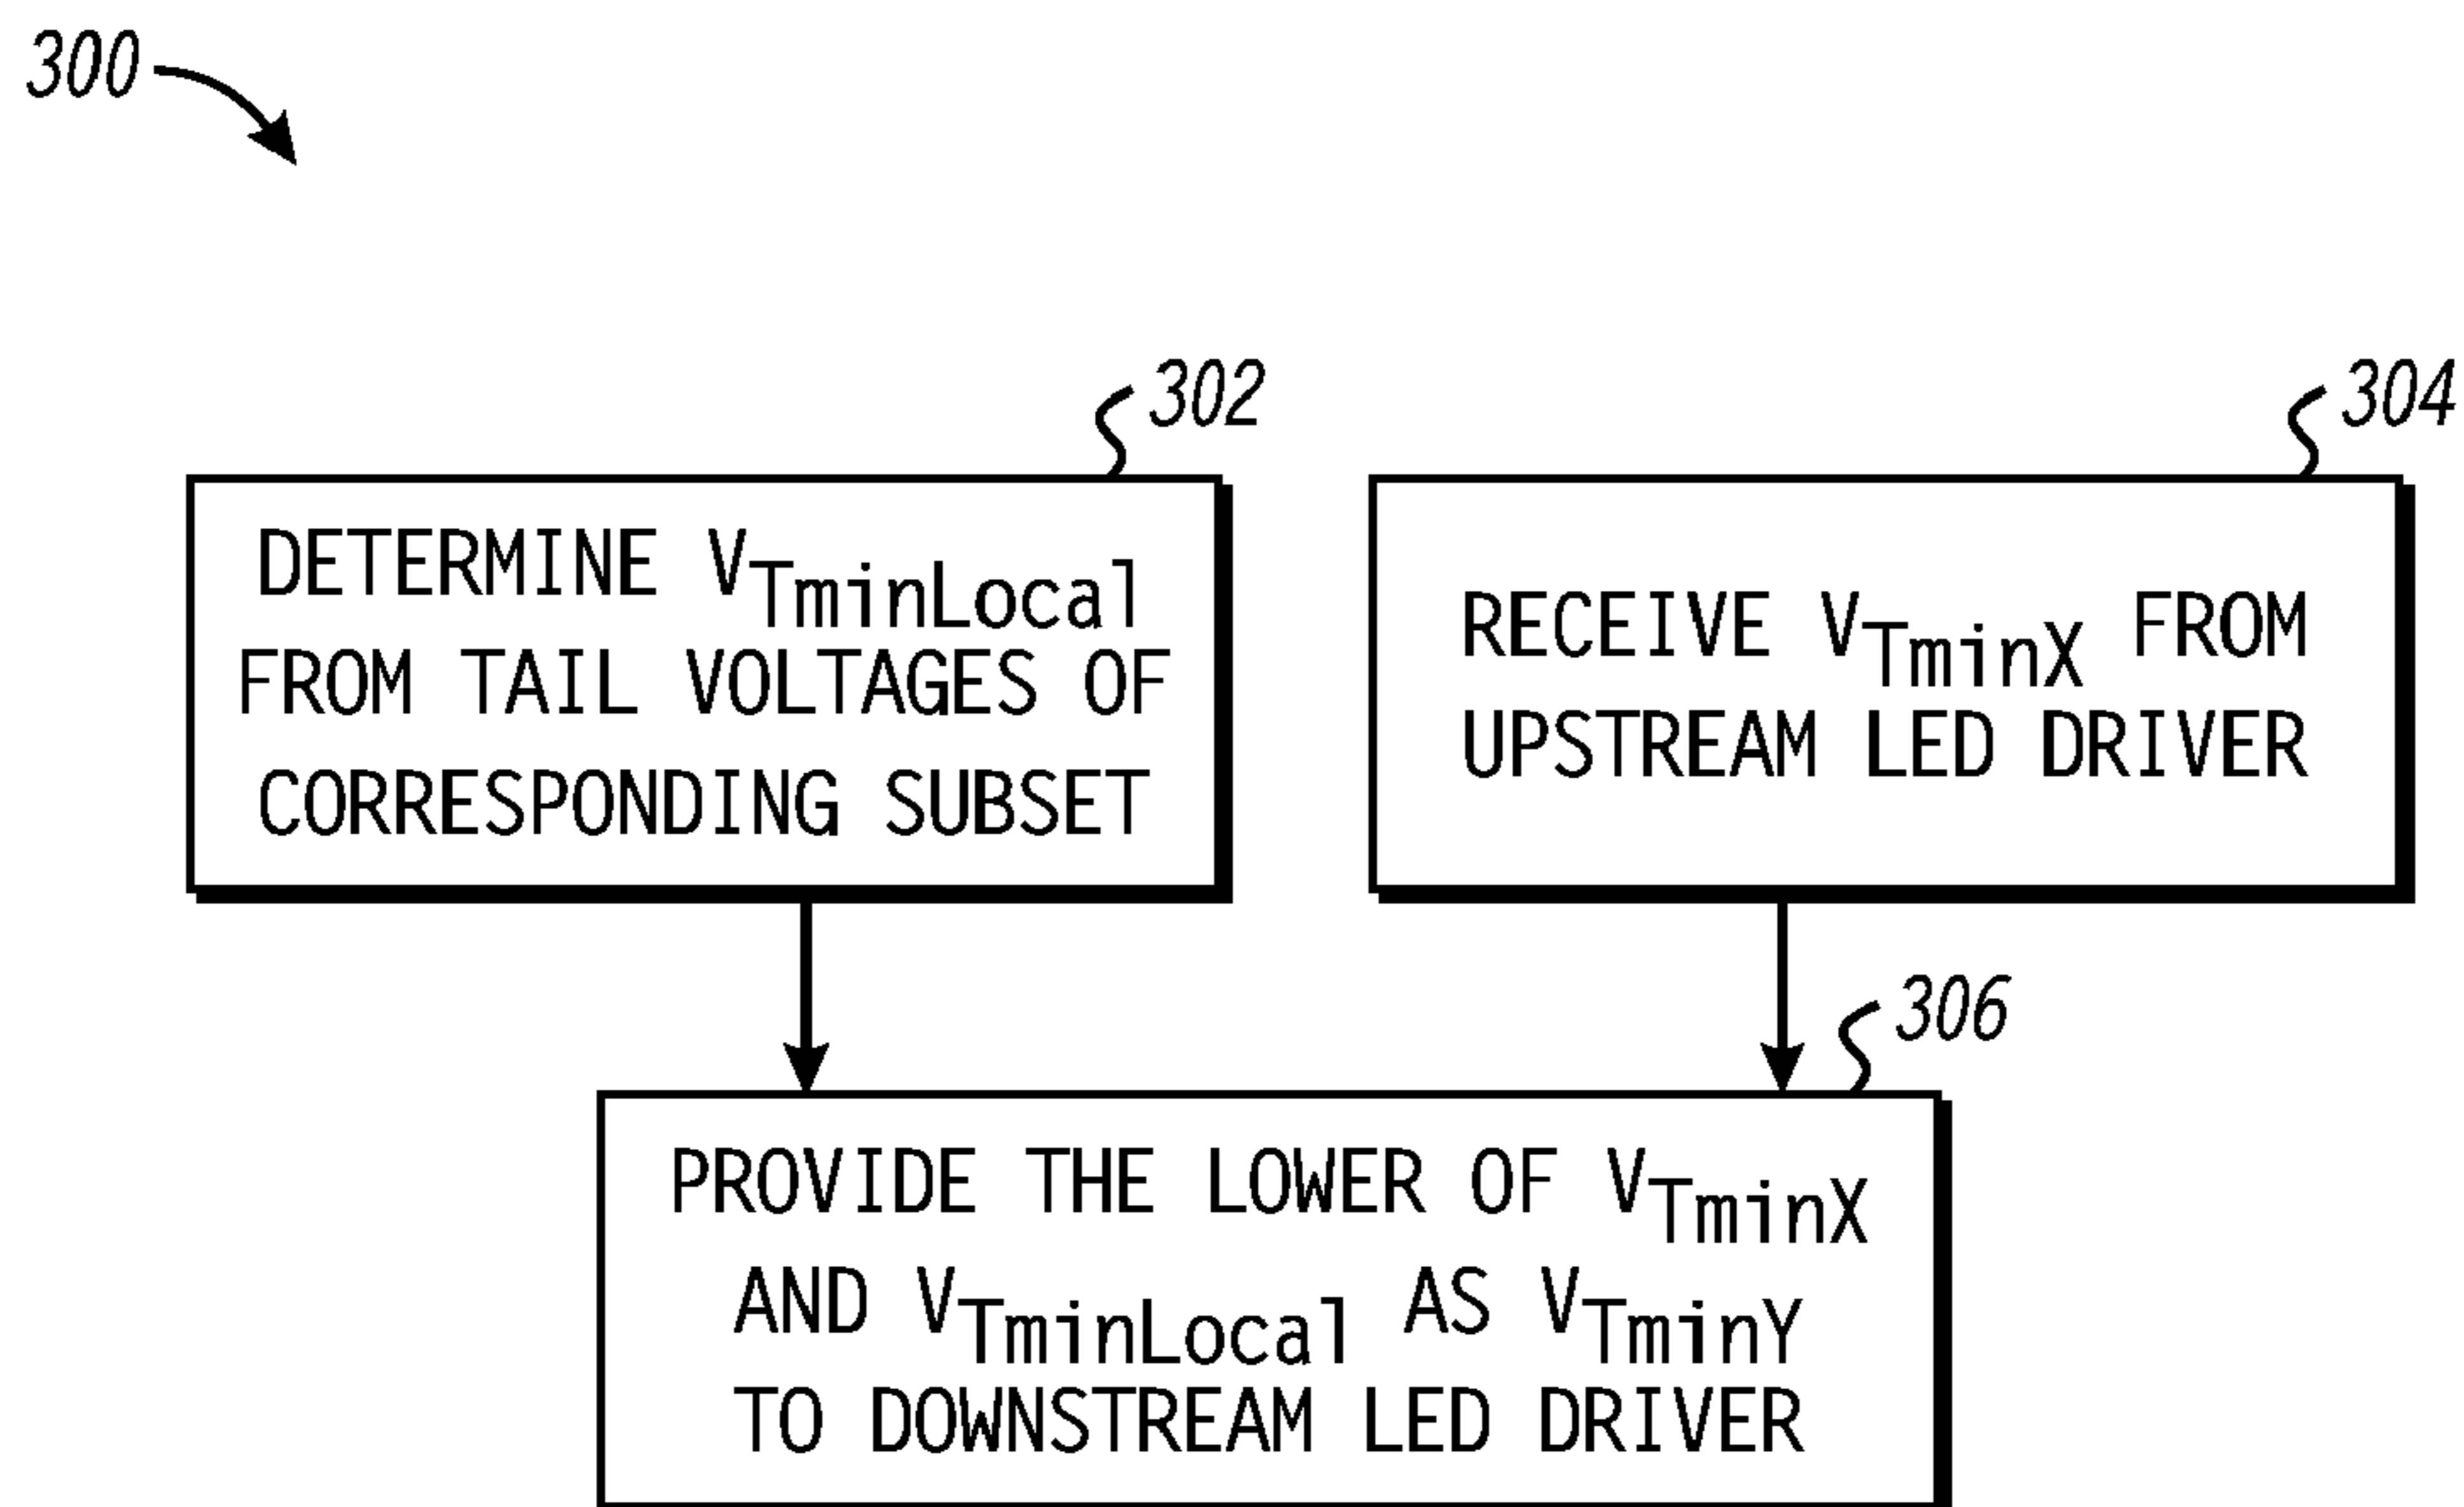 300
302
DETERMINE VTminLocal
FROM TAIL VOLTAGES OF
CORRESPONDING SUBSET
304
RECEIVE VTminX FROM
UPSTREAM LED DRIVER
306
PROVIDE THE LOWER OF VTminX
AND VTminLocal AS VTminY
TO DOWNSTREAM LED DRIVER